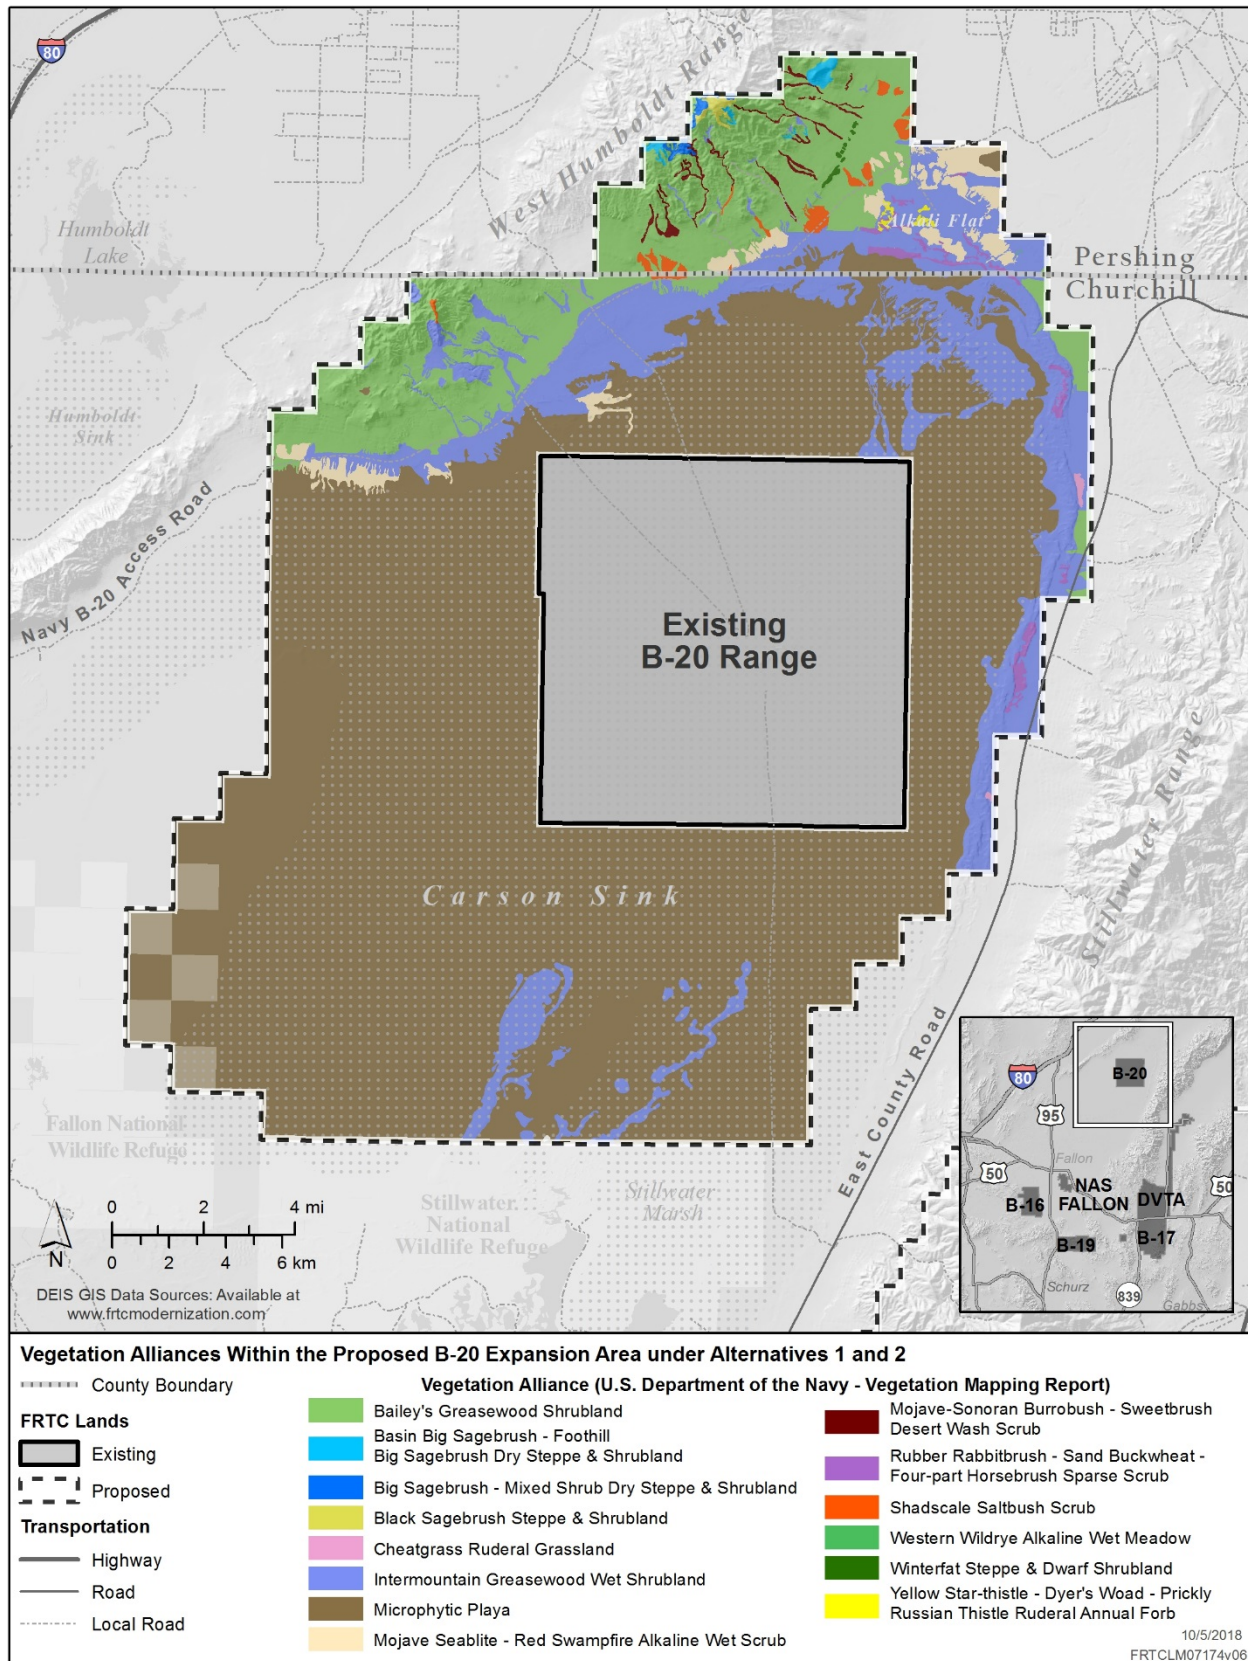 80
West Humboldt Range
Humboldt
Lake
Alkali Flat
Pershing
Churchill
Humboldt
Sink
Navy B-20 Access Road
Existing
B-20 Range
Stillwater Range
Carson Sink
East County Road
Fallon National
Wildlife Refuge
Stillwater
National
Wildlife Refuge
Stillwater
Marsh
80
B-20
95
Fallon
50
NAS
FALLON
DVTA
50
B-16
B-19
B-17
Schurz
839
Gabbs
0 2 4 mi
0 2 4 6 km
N
DEIS GIS Data Sources: Available at
www.frtcmodernization.com
Vegetation Alliances Within the Proposed B-20 Expansion Area under Alternatives 1 and 2
County Boundary
FRTC Lands
Existing
Proposed
Transportation
Highway
Road
Local Road
Vegetation Alliance (U.S. Department of the Navy - Vegetation Mapping Report)
Bailey's Greasewood Shrubland
Basin Big Sagebrush - Foothill
Big Sagebrush Dry Steppe & Shrubland
Big Sagebrush - Mixed Shrub Dry Steppe & Shrubland
Black Sagebrush Steppe & Shrubland
Cheatgrass Ruderal Grassland
Intermountain Greasewood Wet Shrubland
Microphytic Playa
Mojave Seablite - Red Swampfire Alkaline Wet Scrub
Mojave-Sonoran Burrobush - Sweetbrush
Desert Wash Scrub
Rubber Rabbitbrush - Sand Buckwheat -
Four-part Horsebrush Sparse Scrub
Shadscale Saltbush Scrub
Western Wildrye Alkaline Wet Meadow
Winterfat Steppe & Dwarf Shrubland
Yellow Star-thistle - Dyer's Woad - Prickly
Russian Thistle Ruderal Annual Forb
10/5/2018
FRTCLM07174v06